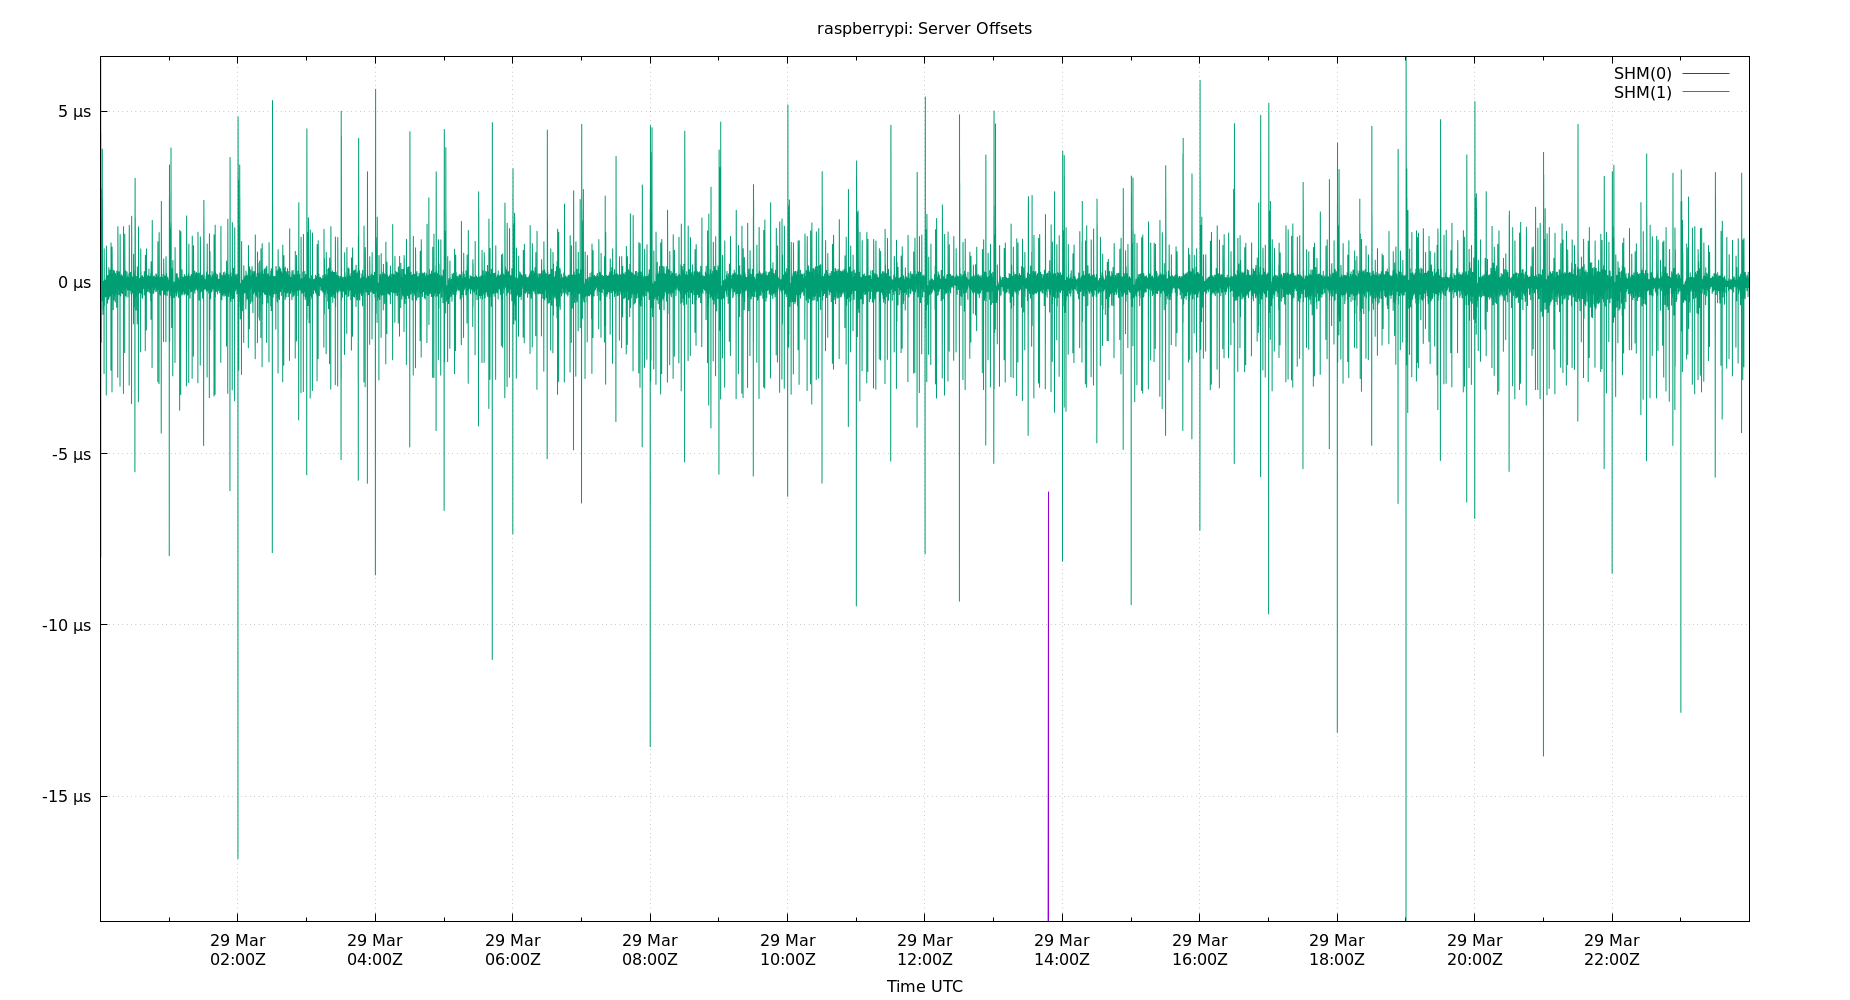 raspberrypi: Server Offsets
SHM(0)
SHM(1)
5 µs
0 µs
-5 µs
-10 µs
-15 µs
29 Mar 29 Mar 29 Mar 29 Mar 29 Mar 29 Mar 29 Mar 29 Mar 29 Mar 29 Mar 29 Mar
02:00Z 04:00Z 06:00Z 08:00Z 10:00Z 12:00Z 14:00Z 16:00Z 18:00Z 20:00Z 22:00Z
Time UTC